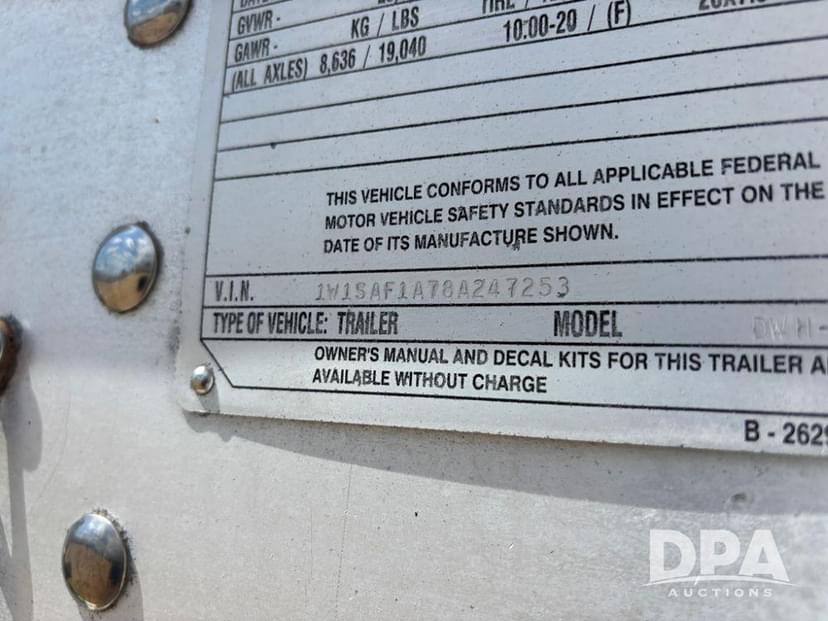 GVWR -
GAWR - KG / LBS
(ALL AXLES) 8,636 / 19,040 10:00-20 / (F)
THIS VEHICLE CONFORMS TO ALL APPLICABLE FEDERAL
MOTOR VEHICLE SAFETY STANDARDS IN EFFECT ON THE
DATE OF ITS MANUFACTURE SHOWN.
V.I.N. 1W1SAF1A78A247253
TYPE OF VEHICLE: TRAILER MODEL DWH-
OWNER'S MANUAL AND DECAL KITS FOR THIS TRAILER
AVAILABLE WITHOUT CHARGE
B - 2629
DPA
AUCTIONS